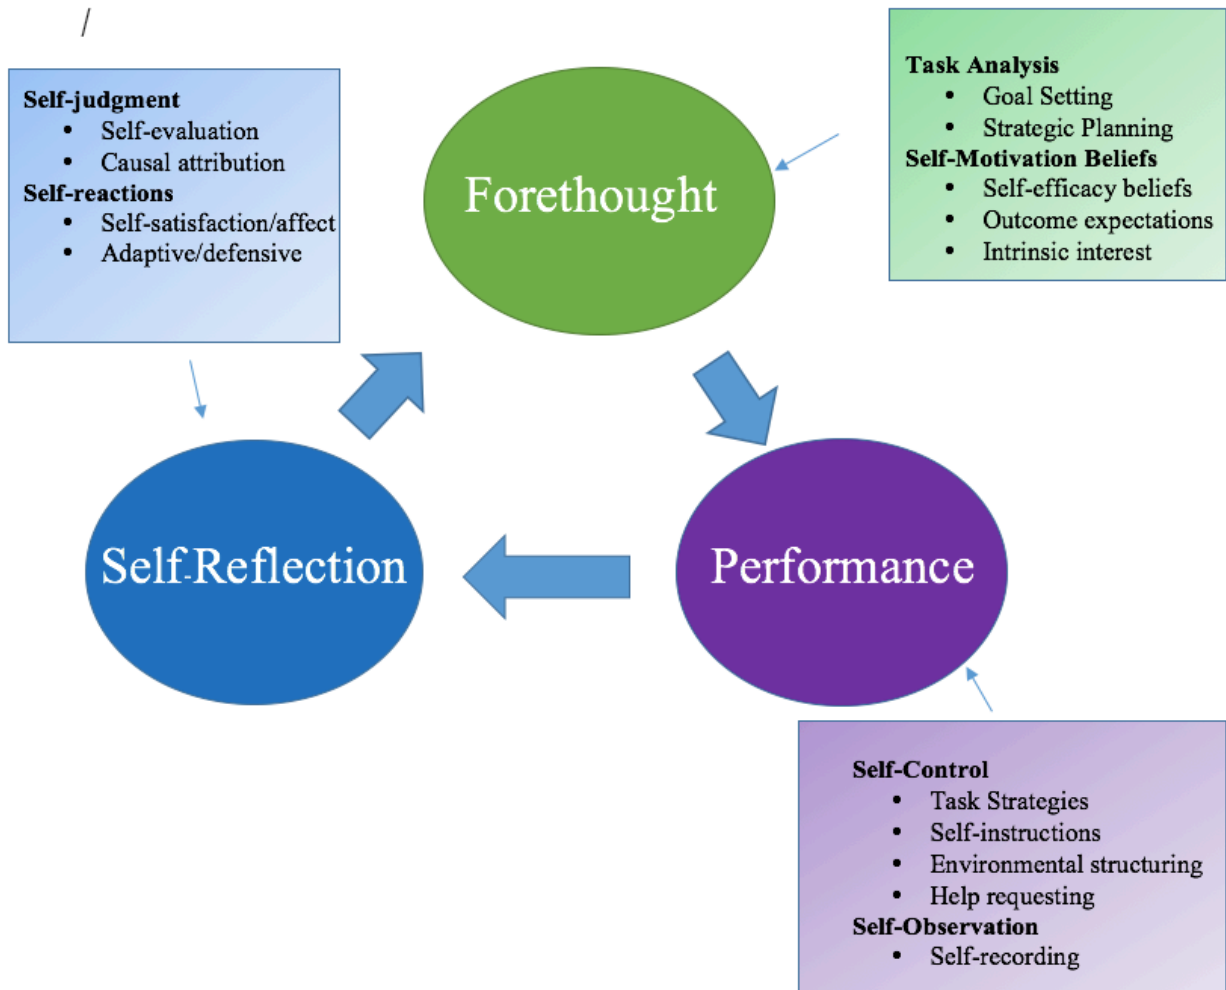 /
Self-judgment
• Self-evaluation
• Causal attribution
Self-reactions
• Self-satisfaction/affect
• Adaptive/defensive
Forethought
Task Analysis
• Goal Setting
• Strategic Planning
Self-Motivation Beliefs
• Self-efficacy beliefs
• Outcome expectations
• Intrinsic interest
Self-Reflection
Performance
Self-Control
• Task Strategies
• Self-instructions
• Environmental structuring
• Help requesting
Self-Observation
• Self-recording